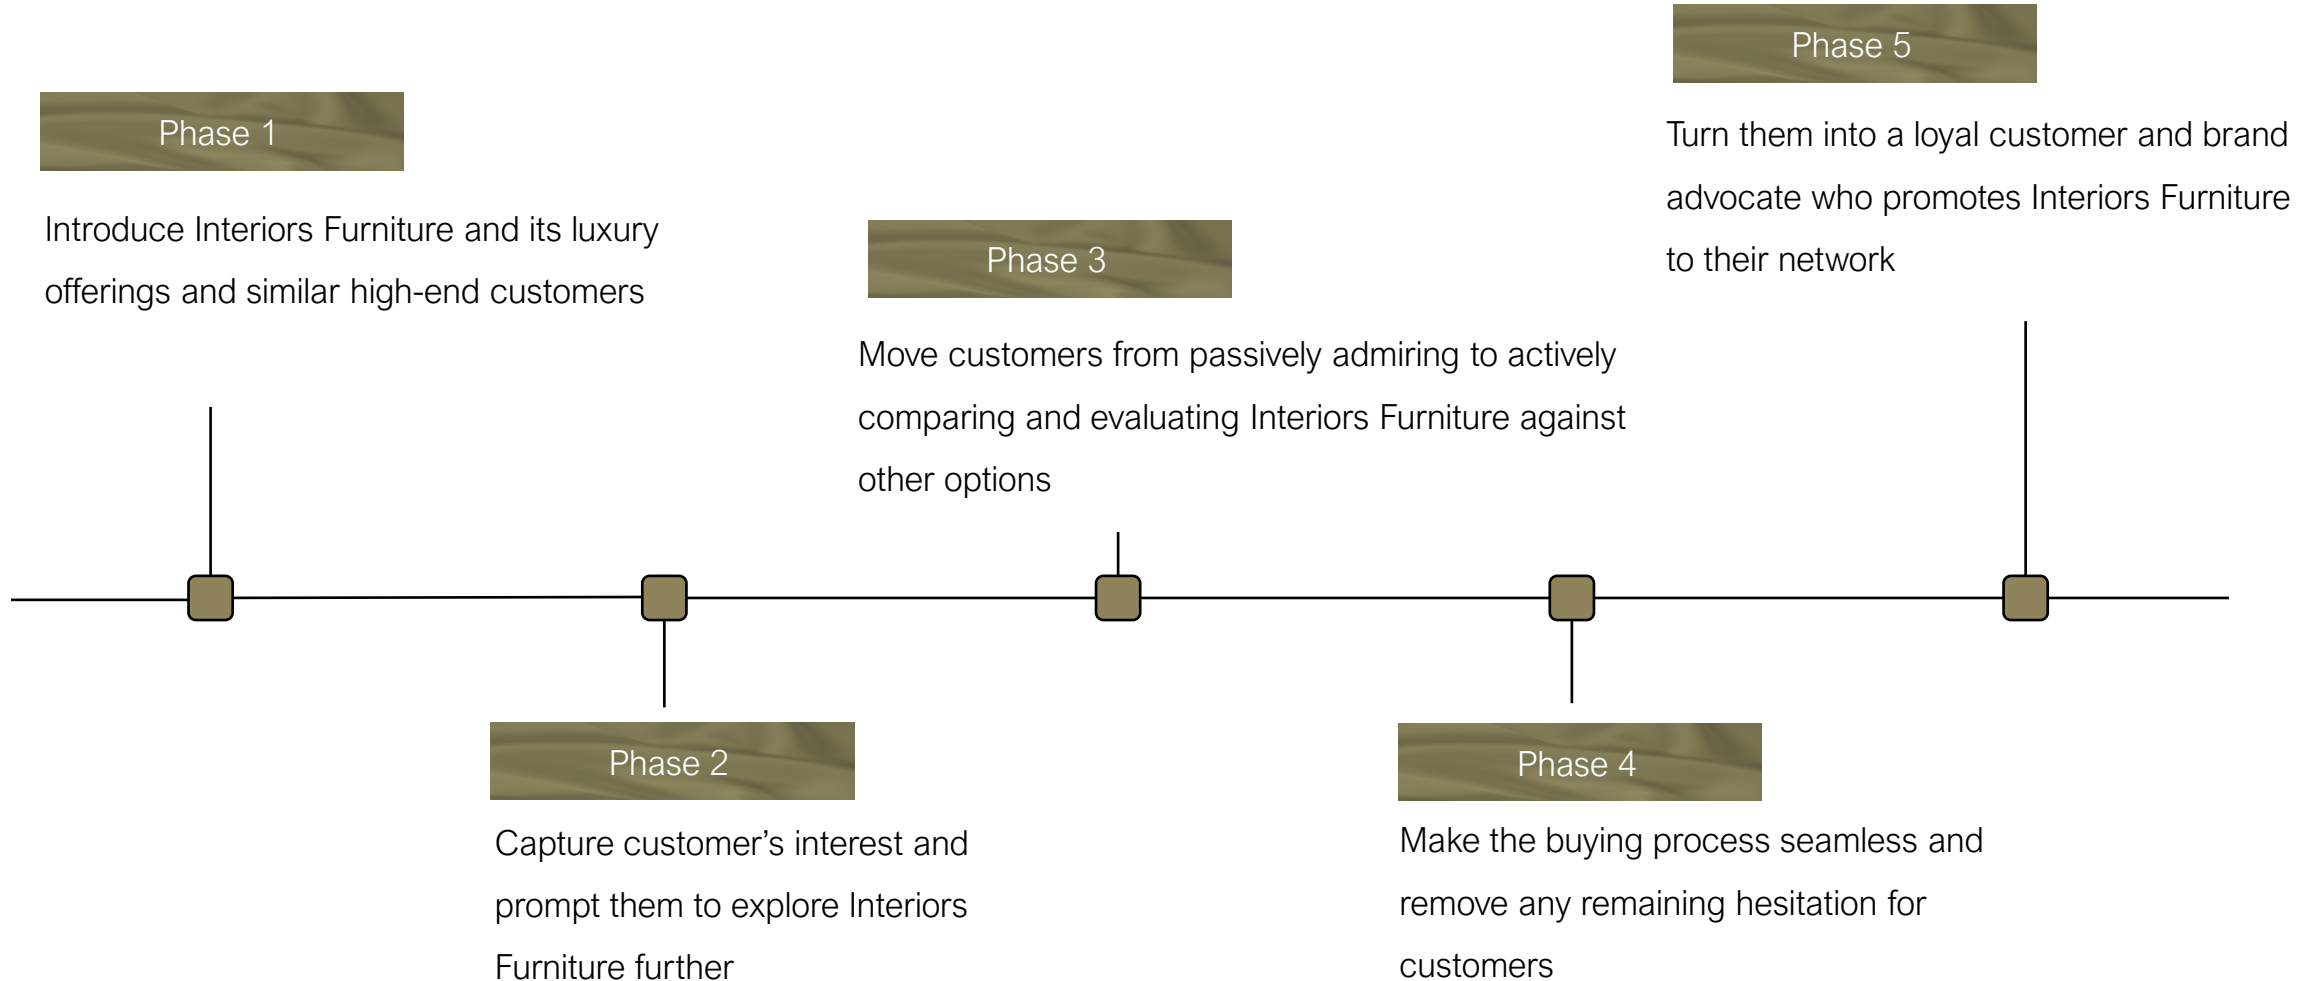 Phase 1
Introduce Interiors Furniture and its luxury
offerings and similar high-end customers
Phase 2
Capture customer’s interest and
prompt them to explore Interiors
Furniture further
Phase 3
Move customers from passively admiring to actively
comparing and evaluating Interiors Furniture against
other options
Phase 4
Make the buying process seamless and
remove any remaining hesitation for
customers
Phase 5
Turn them into a loyal customer and brand
advocate who promotes Interiors Furniture
to their network